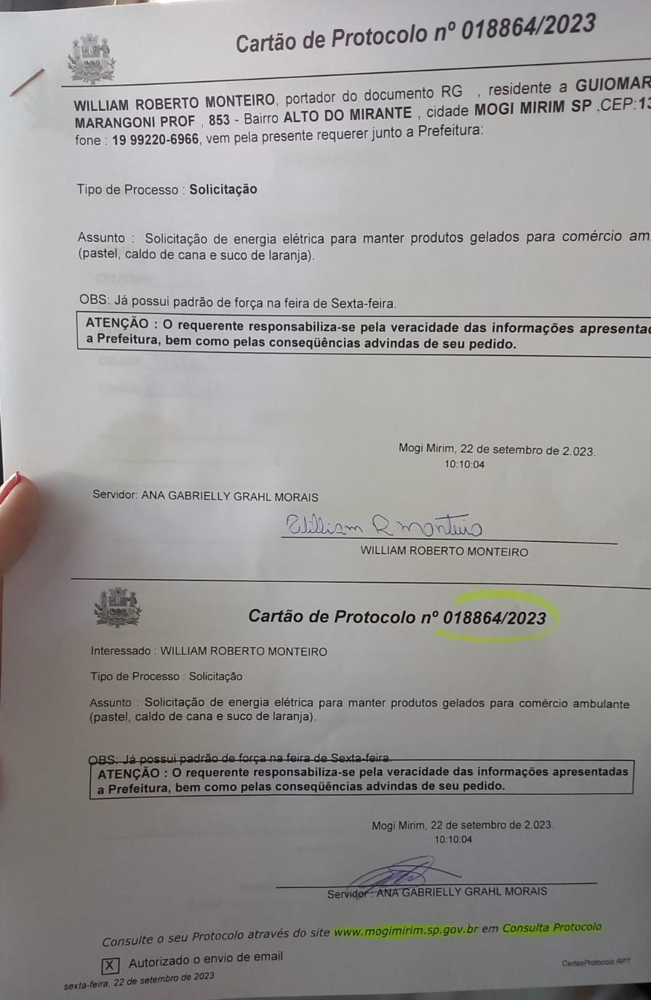 Cartão de Protocolo nº 018864/2023
WILLIAM ROBERTO MONTEIRO, portador do documento RG , residente a GUIOMAR
MARANGONI PROF , 853 - Bairro ALTO DO MIRANTE , cidade MOGI MIRIM SP ,CEP:13
fone : 19 99220-6966, vem pela presente requerer junto a Prefeitura:
Tipo de Processo : Solicitação
Assunto : Solicitação de energia elétrica para manter produtos gelados para comércio am
(pastel, caldo de cana e suco de laranja).
OBS: Já possui padrão de força na feira de Sexta-feira.
ATENÇÃO : O requerente responsabiliza-se pela veracidade das informações apresentad
a Prefeitura, bem como pelas conseqüências advindas de seu pedido.
Mogi Mirim, 22 de setembro de 2.023.
10:10:04
Servidor: ANA GABRIELLY GRAHL MORAIS
William R Monteiro
WILLIAM ROBERTO MONTEIRO
Cartão de Protocolo nº 018864/2023
Interessado : WILLIAM ROBERTO MONTEIRO
Tipo de Processo : Solicitação
Assunto : Solicitação de energia elétrica para manter produtos gelados para comércio ambulante
(pastel, caldo de cana e suco de laranja).
OBS: Já possui padrão de força na feira de Sexta-feira.
ATENÇÃO : O requerente responsabiliza-se pela veracidade das informações apresentadas
a Prefeitura, bem como pelas conseqüências advindas de seu pedido.
Mogi Mirim, 22 de setembro de 2.023.
10:10:04
Servidor : ANA GABRIELLY GRAHL MORAIS
Consulte o seu Protocolo através do site www.mogimirim.sp.gov.br em Consulta Protocolo
X Autorizado o envio de email
CartaoProtocolo.RPT
sexta-feira, 22 de setembro de 2023